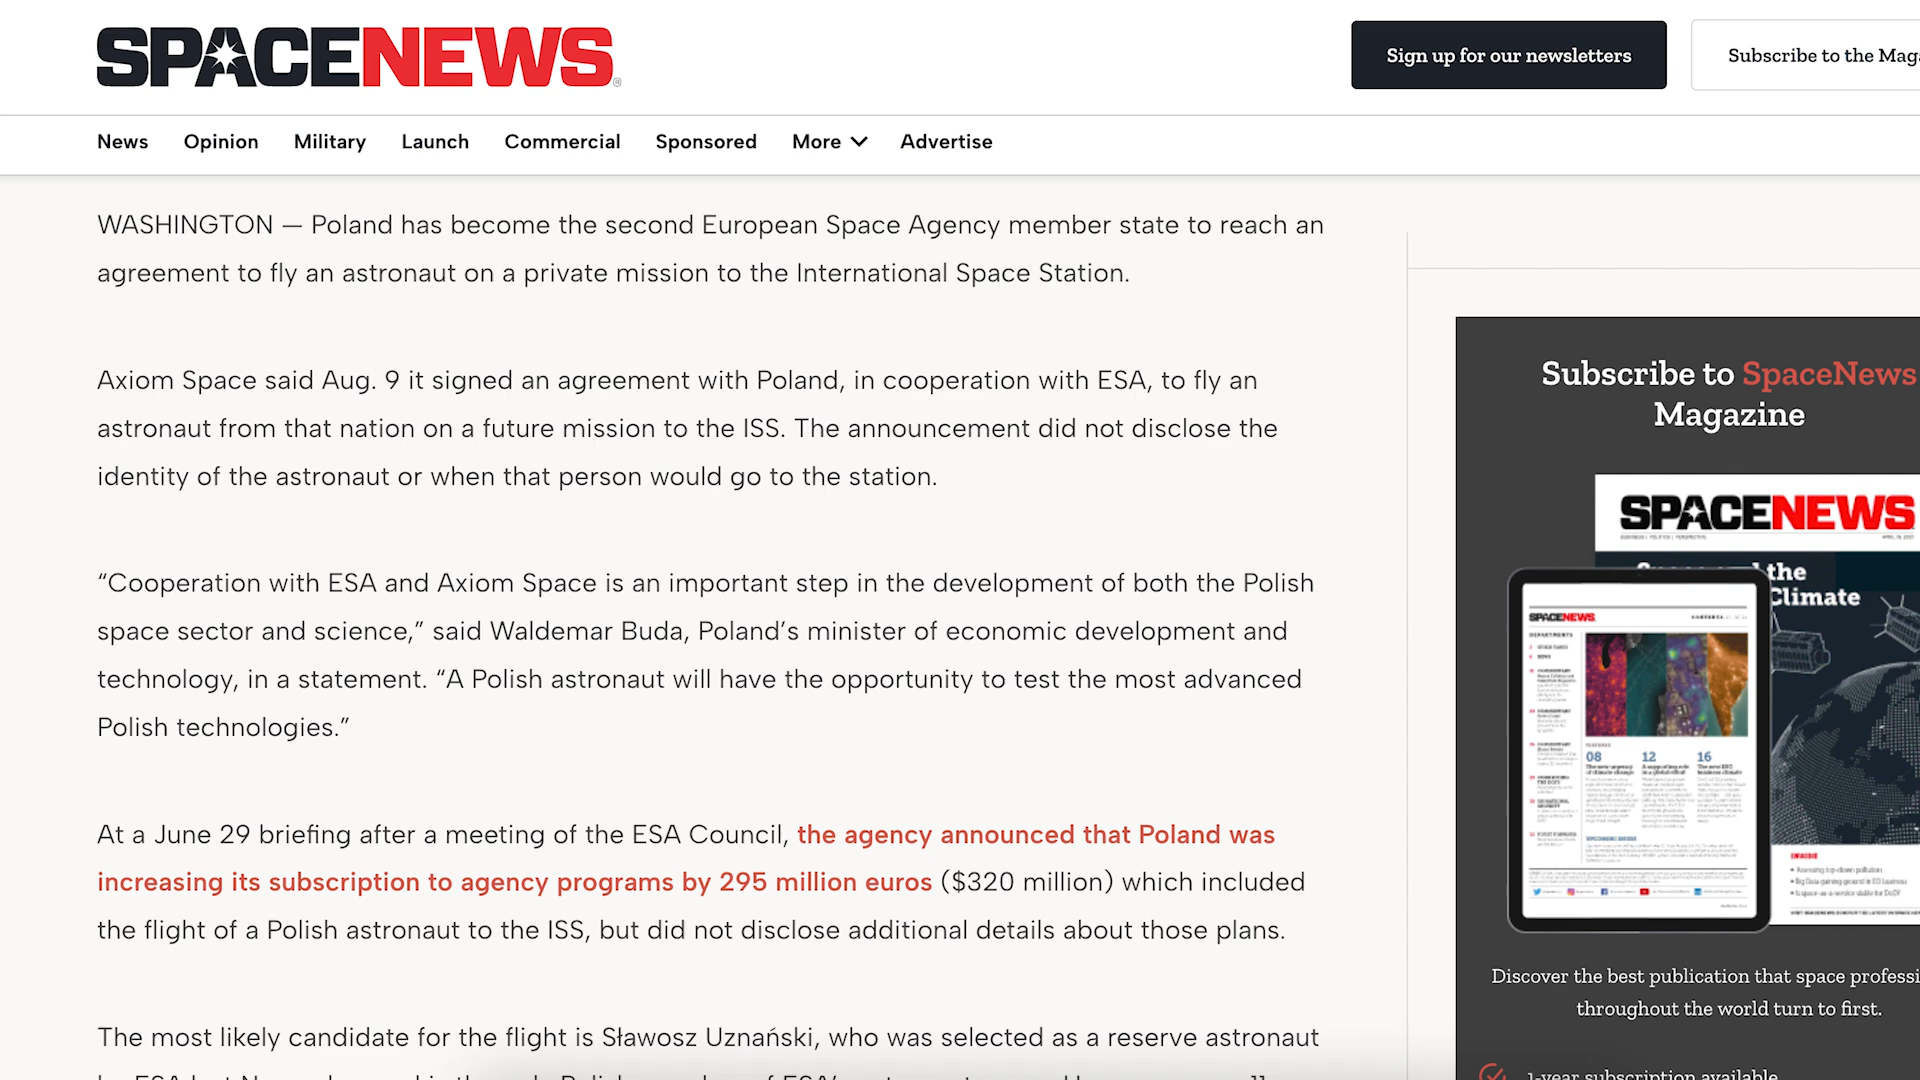 SPACENEWS
Sign up for our newsletters
Subscribe to the
News Opinion Military Launch Commercial Sponsored More Advertise
WASHINGTON — Poland has become the second European Space Agency member state to reach an
agreement to fly an astronaut on a private mission to the International Space Station.
Axiom Space said Aug. 9 it signed an agreement with Poland, in cooperation with ESA, to fly an
astronaut from that nation on a future mission to the ISS. The announcement did not disclose the
identity of the astronaut or when that person would go to the station.
“Cooperation with ESA and Axiom Space is an important step in the development of both the Polish
space sector and science,” said Waldemar Buda, Poland’s minister of economic development and
technology, in a statement. “A Polish astronaut will have the opportunity to test the most advanced
Polish technologies.”
At a June 29 briefing after a meeting of the ESA Council, the agency announced that Poland was
increasing its subscription to agency programs by 295 million euros ($320 million) which included
the flight of a Polish astronaut to the ISS, but did not disclose additional details about those plans.
The most likely candidate for the flight is Sławosz Uznański, who was selected as a reserve astronaut
Subscribe to SpaceNews
Magazine
SPACENEWS
the
Climate
SPACENEWS
08 12 16
INSIDE
Discover the best publication that space
throughout the world turn to first.
1-year subscription available